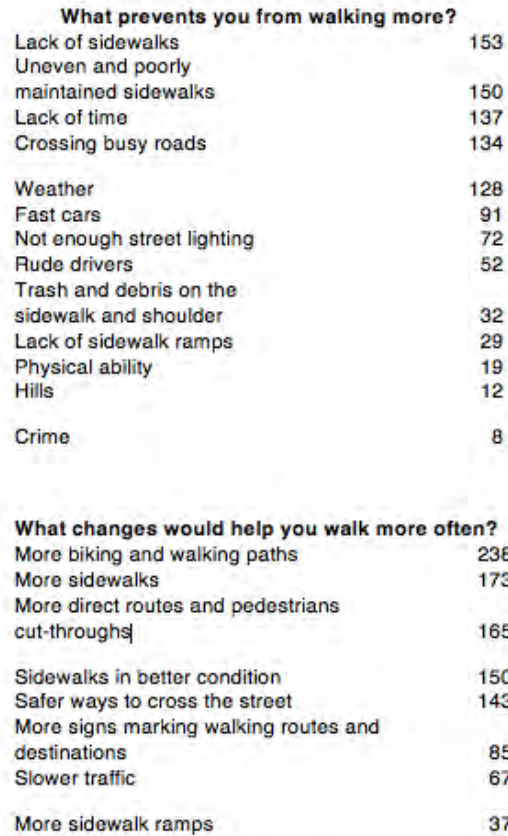 What prevents you from walking more?
Lack of sidewalks 153
Uneven and poorly
maintained sidewalks 150
Lack of time 137
Crossing busy roads 134
Weather 128
Fast cars 91
Not enough street lighting 72
Rude drivers 52
Trash and debris on the
sidewalk and shoulder 32
Lack of sidewalk ramps 29
Physical ability 19
Hills 12
Crime 8
What changes would help you walk more often?
More biking and walking paths 238
More sidewalks 173
More direct routes and pedestrians
cut-throughs 165
Sidewalks in better condition 150
Safer ways to cross the street 143
More signs marking walking routes and
destinations 85
Slower traffic 67
More sidewalk ramps 37